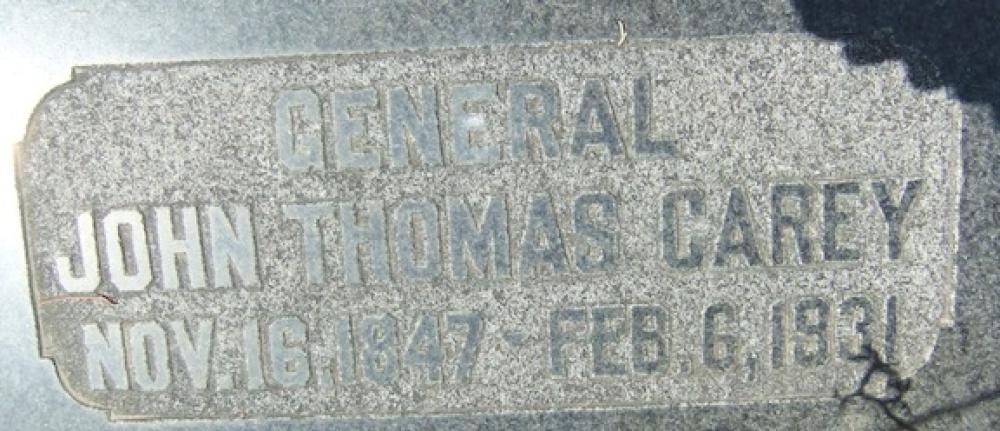 GENERAL
JOHN THOMAS CAREY
NOV. 16, 1847 - FEB. 6, 1931